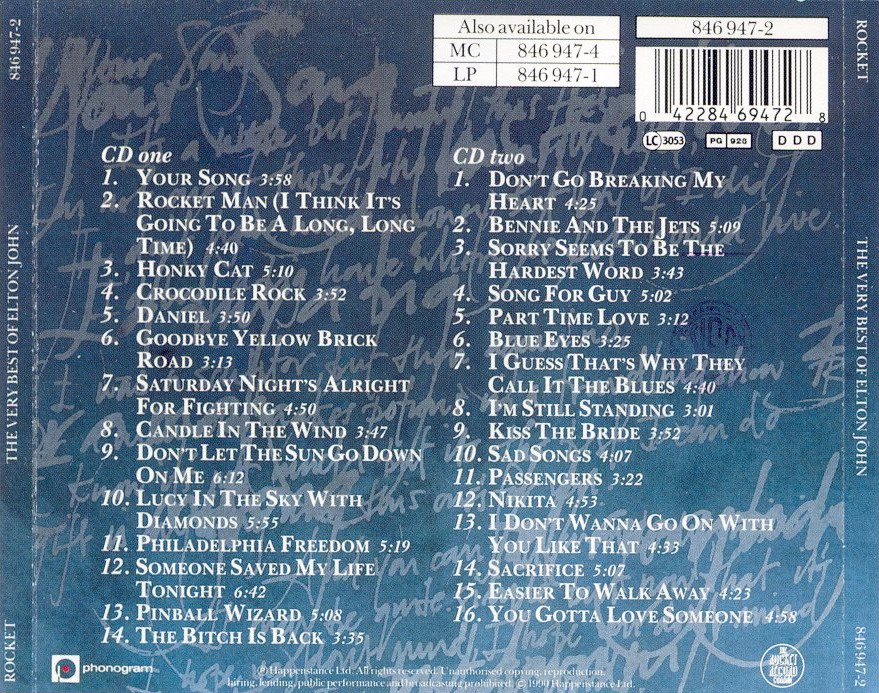 846 947-2
THE VERY BEST OF ELTON JOHN
ROCKET
Also available on
MC 846 947-4
LP 846 947-1
846 947-2
0 42284 69472 8
LC 3053
PG 926
D D D
CD one
1. YOUR SONG 3:58
2. ROCKET MAN (I THINK IT'S
GOING TO BE A LONG, LONG
TIME) 4:40
3. HONKY CAT 5:10
4. CROCODILE ROCK 3:52
5. DANIEL 3:50
6. GOODBYE YELLOW BRICK
ROAD 3:13
7. SATURDAY NIGHT'S ALRIGHT
FOR FIGHTING 4:50
8. CANDLE IN THE WIND 3:47
9. DON'T LET THE SUN GO DOWN
ON ME 6:12
10. LUCY IN THE SKY WITH
DIAMONDS 5:55
11. PHILADELPHIA FREEDOM 5:19
12. SOMEONE SAVED MY LIFE
TONIGHT 6:42
13. PINBALL WIZARD 5:08
14. THE BITCH IS BACK 3:35
CD two
1. DON'T GO BREAKING MY
HEART 4:25
2. BENNIE AND THE JETS 5:09
3. SORRY SEEMS TO BE THE
HARDEST WORD 3:43
4. SONG FOR GUY 5:02
5. PART TIME LOVE 3:12
6. BLUE EYES 3:25
7. I GUESS THAT'S WHY THEY
CALL IT THE BLUES 4:40
8. I'M STILL STANDING 3:01
9. KISS THE BRIDE 3:52
10. SAD SONGS 4:07
11. PASSENGERS 3:22
12. NIKITA 4:53
13. I DON'T WANNA GO ON WITH
YOU LIKE THAT 4:33
14. SACRIFICE 5:07
15. EASIER TO WALK AWAY 4:23
16. YOU GOTTA LOVE SOMEONE 4:58
phonogram
℗ Happenstance Ltd. All rights reserved. Unauthorised copying, reproduction,
hiring, lending, public performance and broadcasting prohibited. © 1990 Happenstance Ltd.
THE
ROCKET
RECORD
COMPANY
ROCKET
THE VERY BEST OF ELTON JOHN
846 947-2